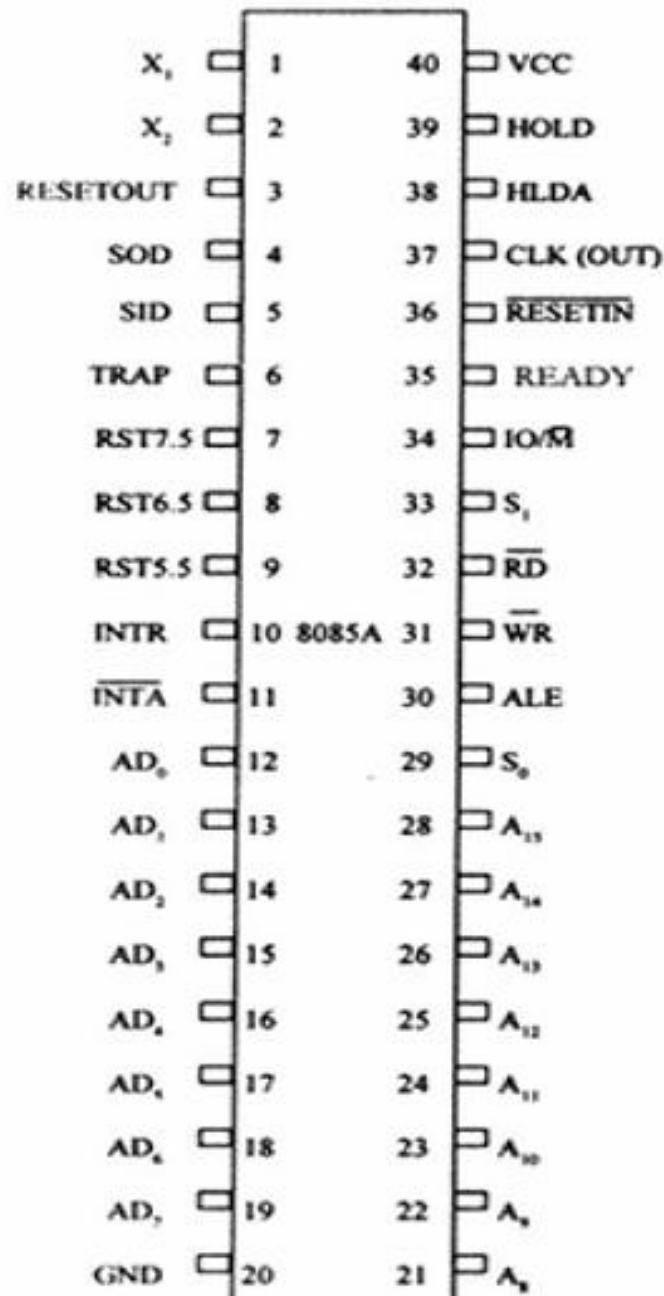 X₁ 1 40 VCC
X₂ 2 39 HOLD
RESETOUT 3 38 HLDA
SOD 4 37 CLK (OUT)
SID 5 36 R̅E̅S̅E̅T̅I̅N̅
TRAP 6 35 READY
RST7.5 7 34 IO/M̅
RST6.5 8 33 S₁
RST5.5 9 32 R̅D̅
INTR 10 8085A 31 W̅R̅
I̅N̅T̅A̅ 11 30 ALE
AD₀ 12 29 S₀
AD₁ 13 28 A₁₅
AD₂ 14 27 A₁₄
AD₃ 15 26 A₁₃
AD₄ 16 25 A₁₂
AD₅ 17 24 A₁₁
AD₆ 18 23 A₁₀
AD₇ 19 22 A₉
GND 20 21 A₈